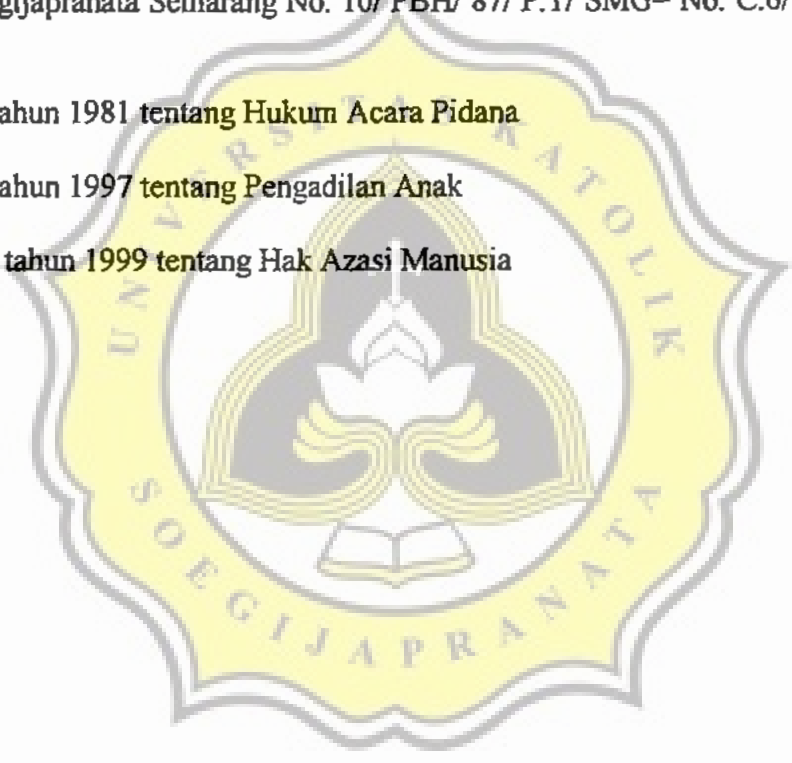 Semarang No. 10/ PBH/ 87/ P.1/ SMG– No. C.6/
ahun 1981 tentang Hukum Acara Pidana
ahun 1997 tentang Pengadilan Anak
tahun 1999 tentang Hak Azasi Manusia
UNIVERSITAS KATOLIK
SOEGIJAPRANATA